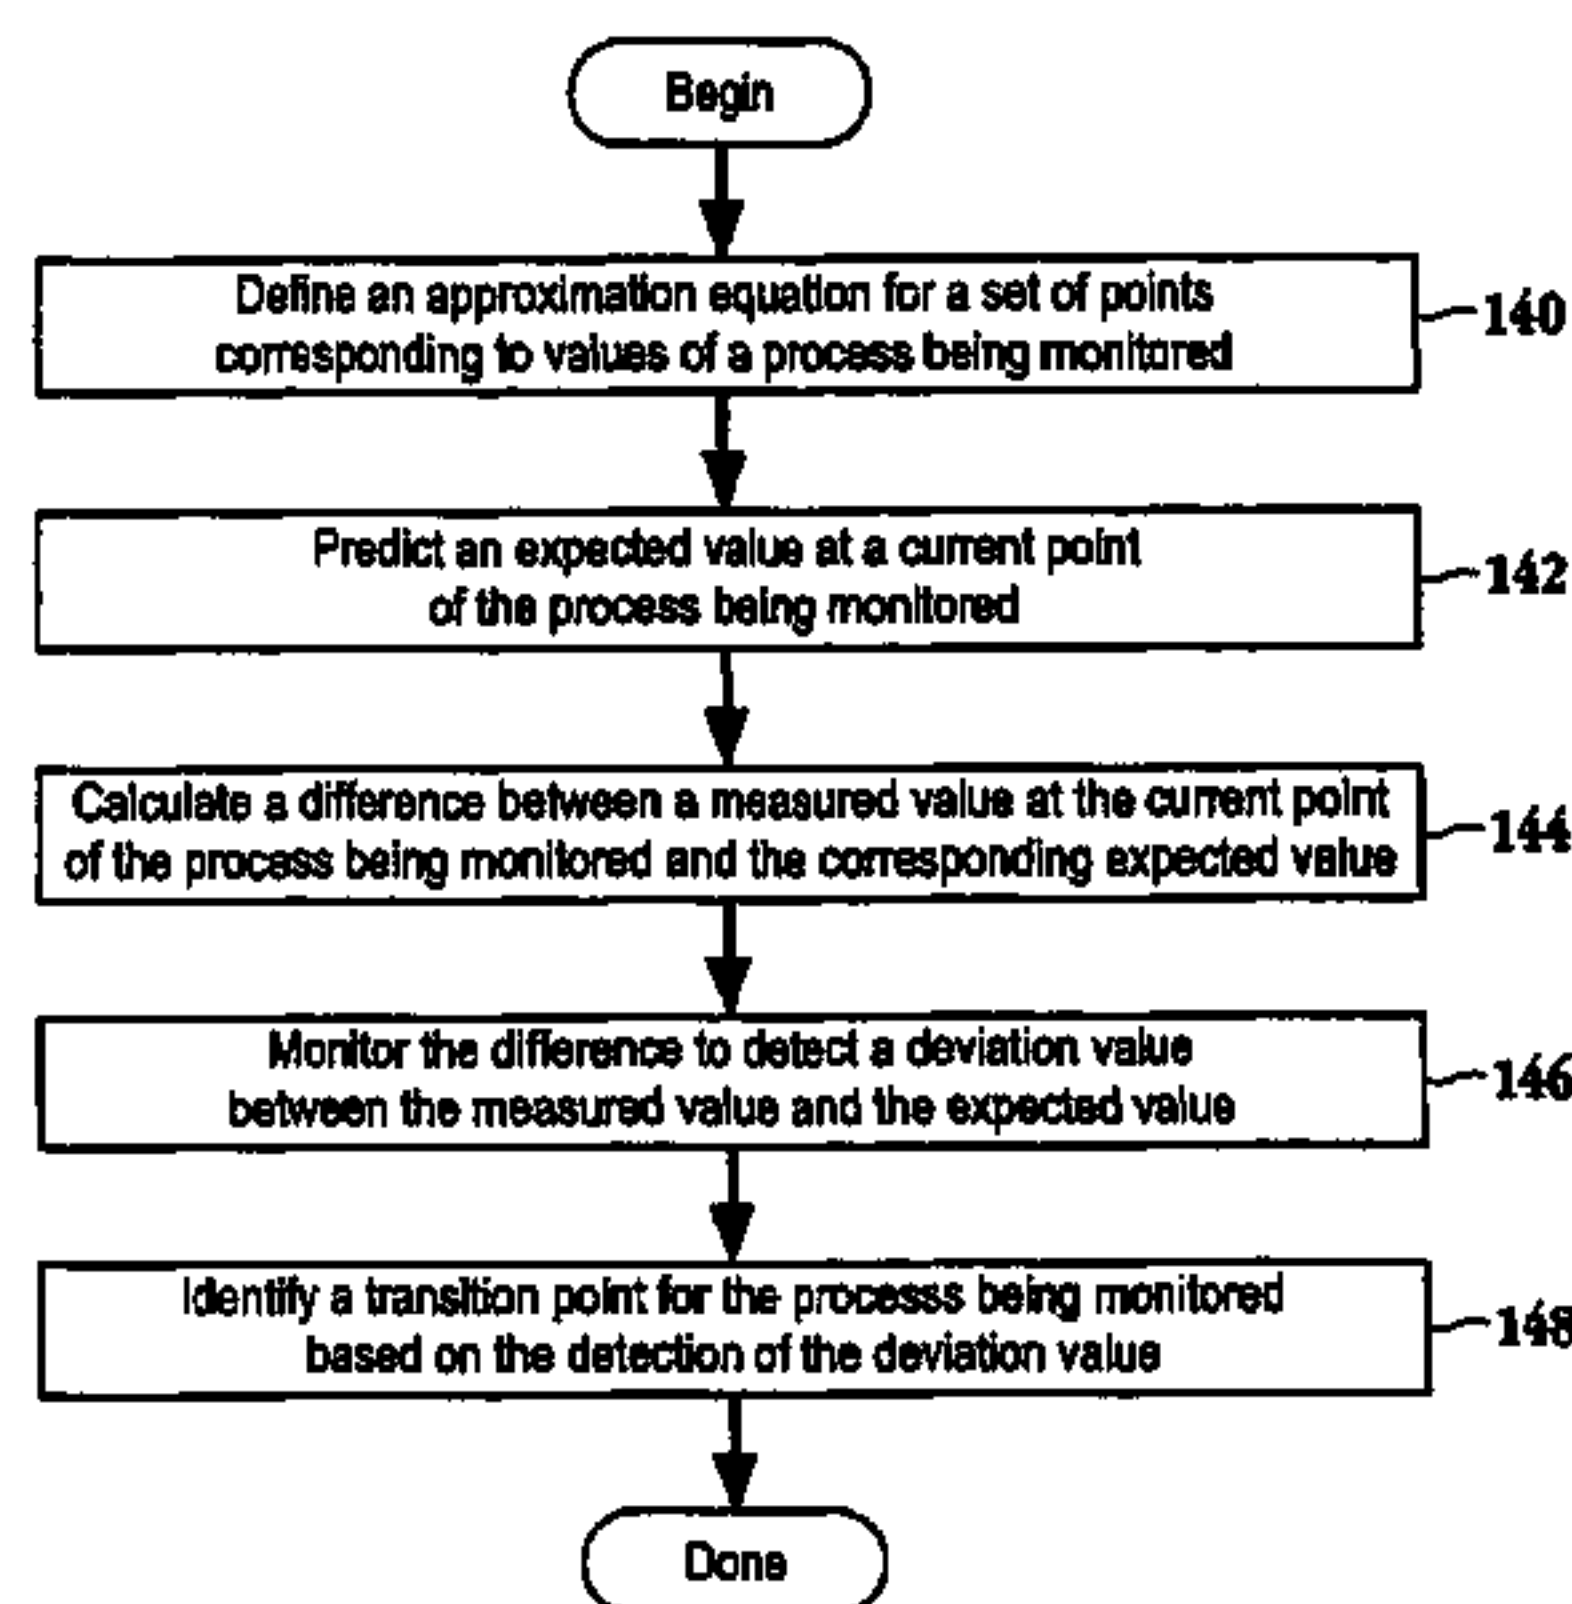 Begin
Define an approximation equation for a set of points
corresponding to values of a process being monitored
140
Predict an expected value at a current point
of the process being monitored
142
Calculate a difference between a measured value at the current point
of the process being monitored and the corresponding expected value
144
Monitor the difference to detect a deviation value
between the measured value and the expected value
146
Identify a transition point for the processs being monitored
based on the detection of the deviation value
148
Done